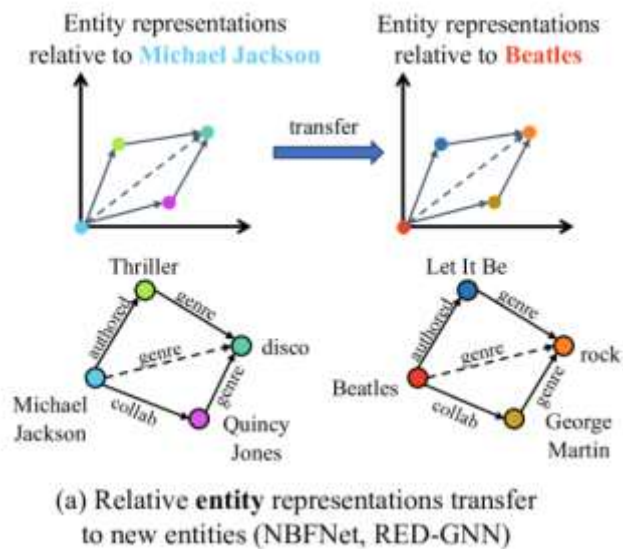 Entity representations
relative to Michael Jackson
Entity representations
relative to Beatles
transfer
Thriller
authored
genre
genre
disco
Michael
Jackson
collab
genre
Quincy
Jones
Let It Be
authored
genre
genre
rock
Beatles
collab
genre
George
Martin
(a) Relative entity representations transfer
to new entities (NBFNet, RED-GNN)